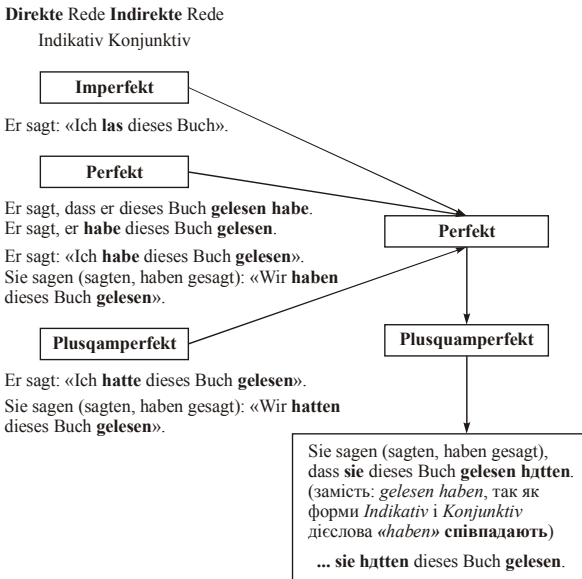 Direkte Rede Indirekte Rede
Indikativ Konjunktiv
Imperfekt
Er sagt: «Ich las dieses Buch».
Perfekt
Er sagt, dass er dieses Buch gelesen habe.
Er sagt, er habe dieses Buch gelesen.
Er sagt: «Ich habe dieses Buch gelesen».
Sie sagen (sagten, haben gesagt): «Wir haben
dieses Buch gelesen».
Plusqamperfekt
Er sagt: «Ich hatte dieses Buch gelesen».
Sie sagen (sagten, haben gesagt): «Wir hatten
dieses Buch gelesen».
Perfekt
Plusquamperfekt
Sie sagen (sagten, haben gesagt),
dass sie dieses Buch gelesen hдtten.
(замість: gelesen haben, так як
форми Indikativ і Konjunktiv
дієслова «haben» співпадають)
... sie hдtten dieses Buch gelesen.